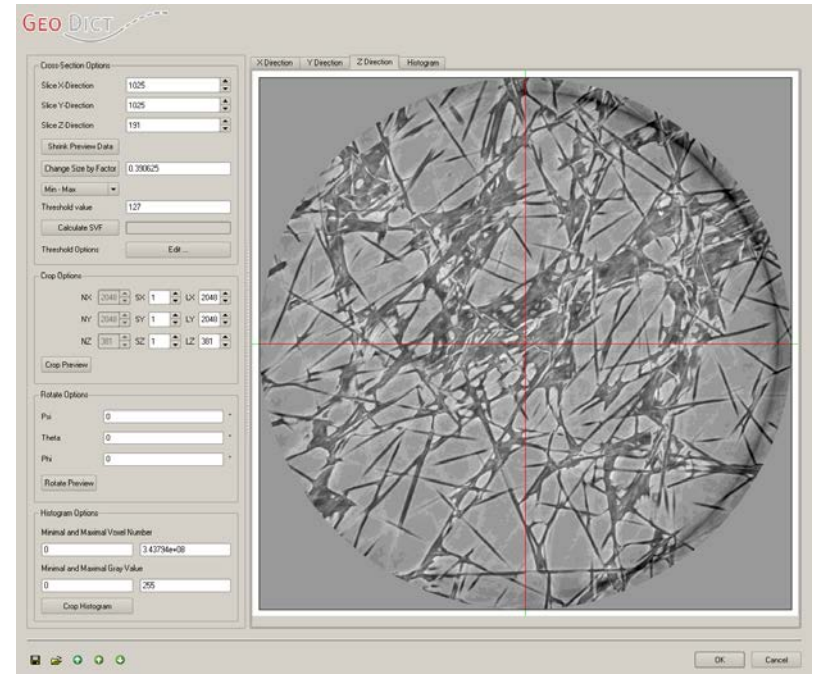 GEO DICT
Cross-Section Options
Slice X-Direction 1025
Slice Y-Direction 1025
Slice Z-Direction 191
Shrink Preview Data
Change Size by Factor 0.390625
Min - Max
Threshold value 127
Calculate SVF
Threshold Options Edit ...
Crop Options
NX 2048 SX 1 LX 2048
NY 2048 SY 1 LY 2048
NZ 381 SZ 1 LZ 381
Crop Preview
Rotate Options
Psi 0 °
Theta 0 °
Phi 0 °
Rotate Preview
Histogram Options
Minimal and Maximal Voxel Number
0 3.43794e+08
Minimal and Maximal Gray Value
0 255
Crop Histogram
X Direction Y Direction Z Direction Histogram
OK Cancel